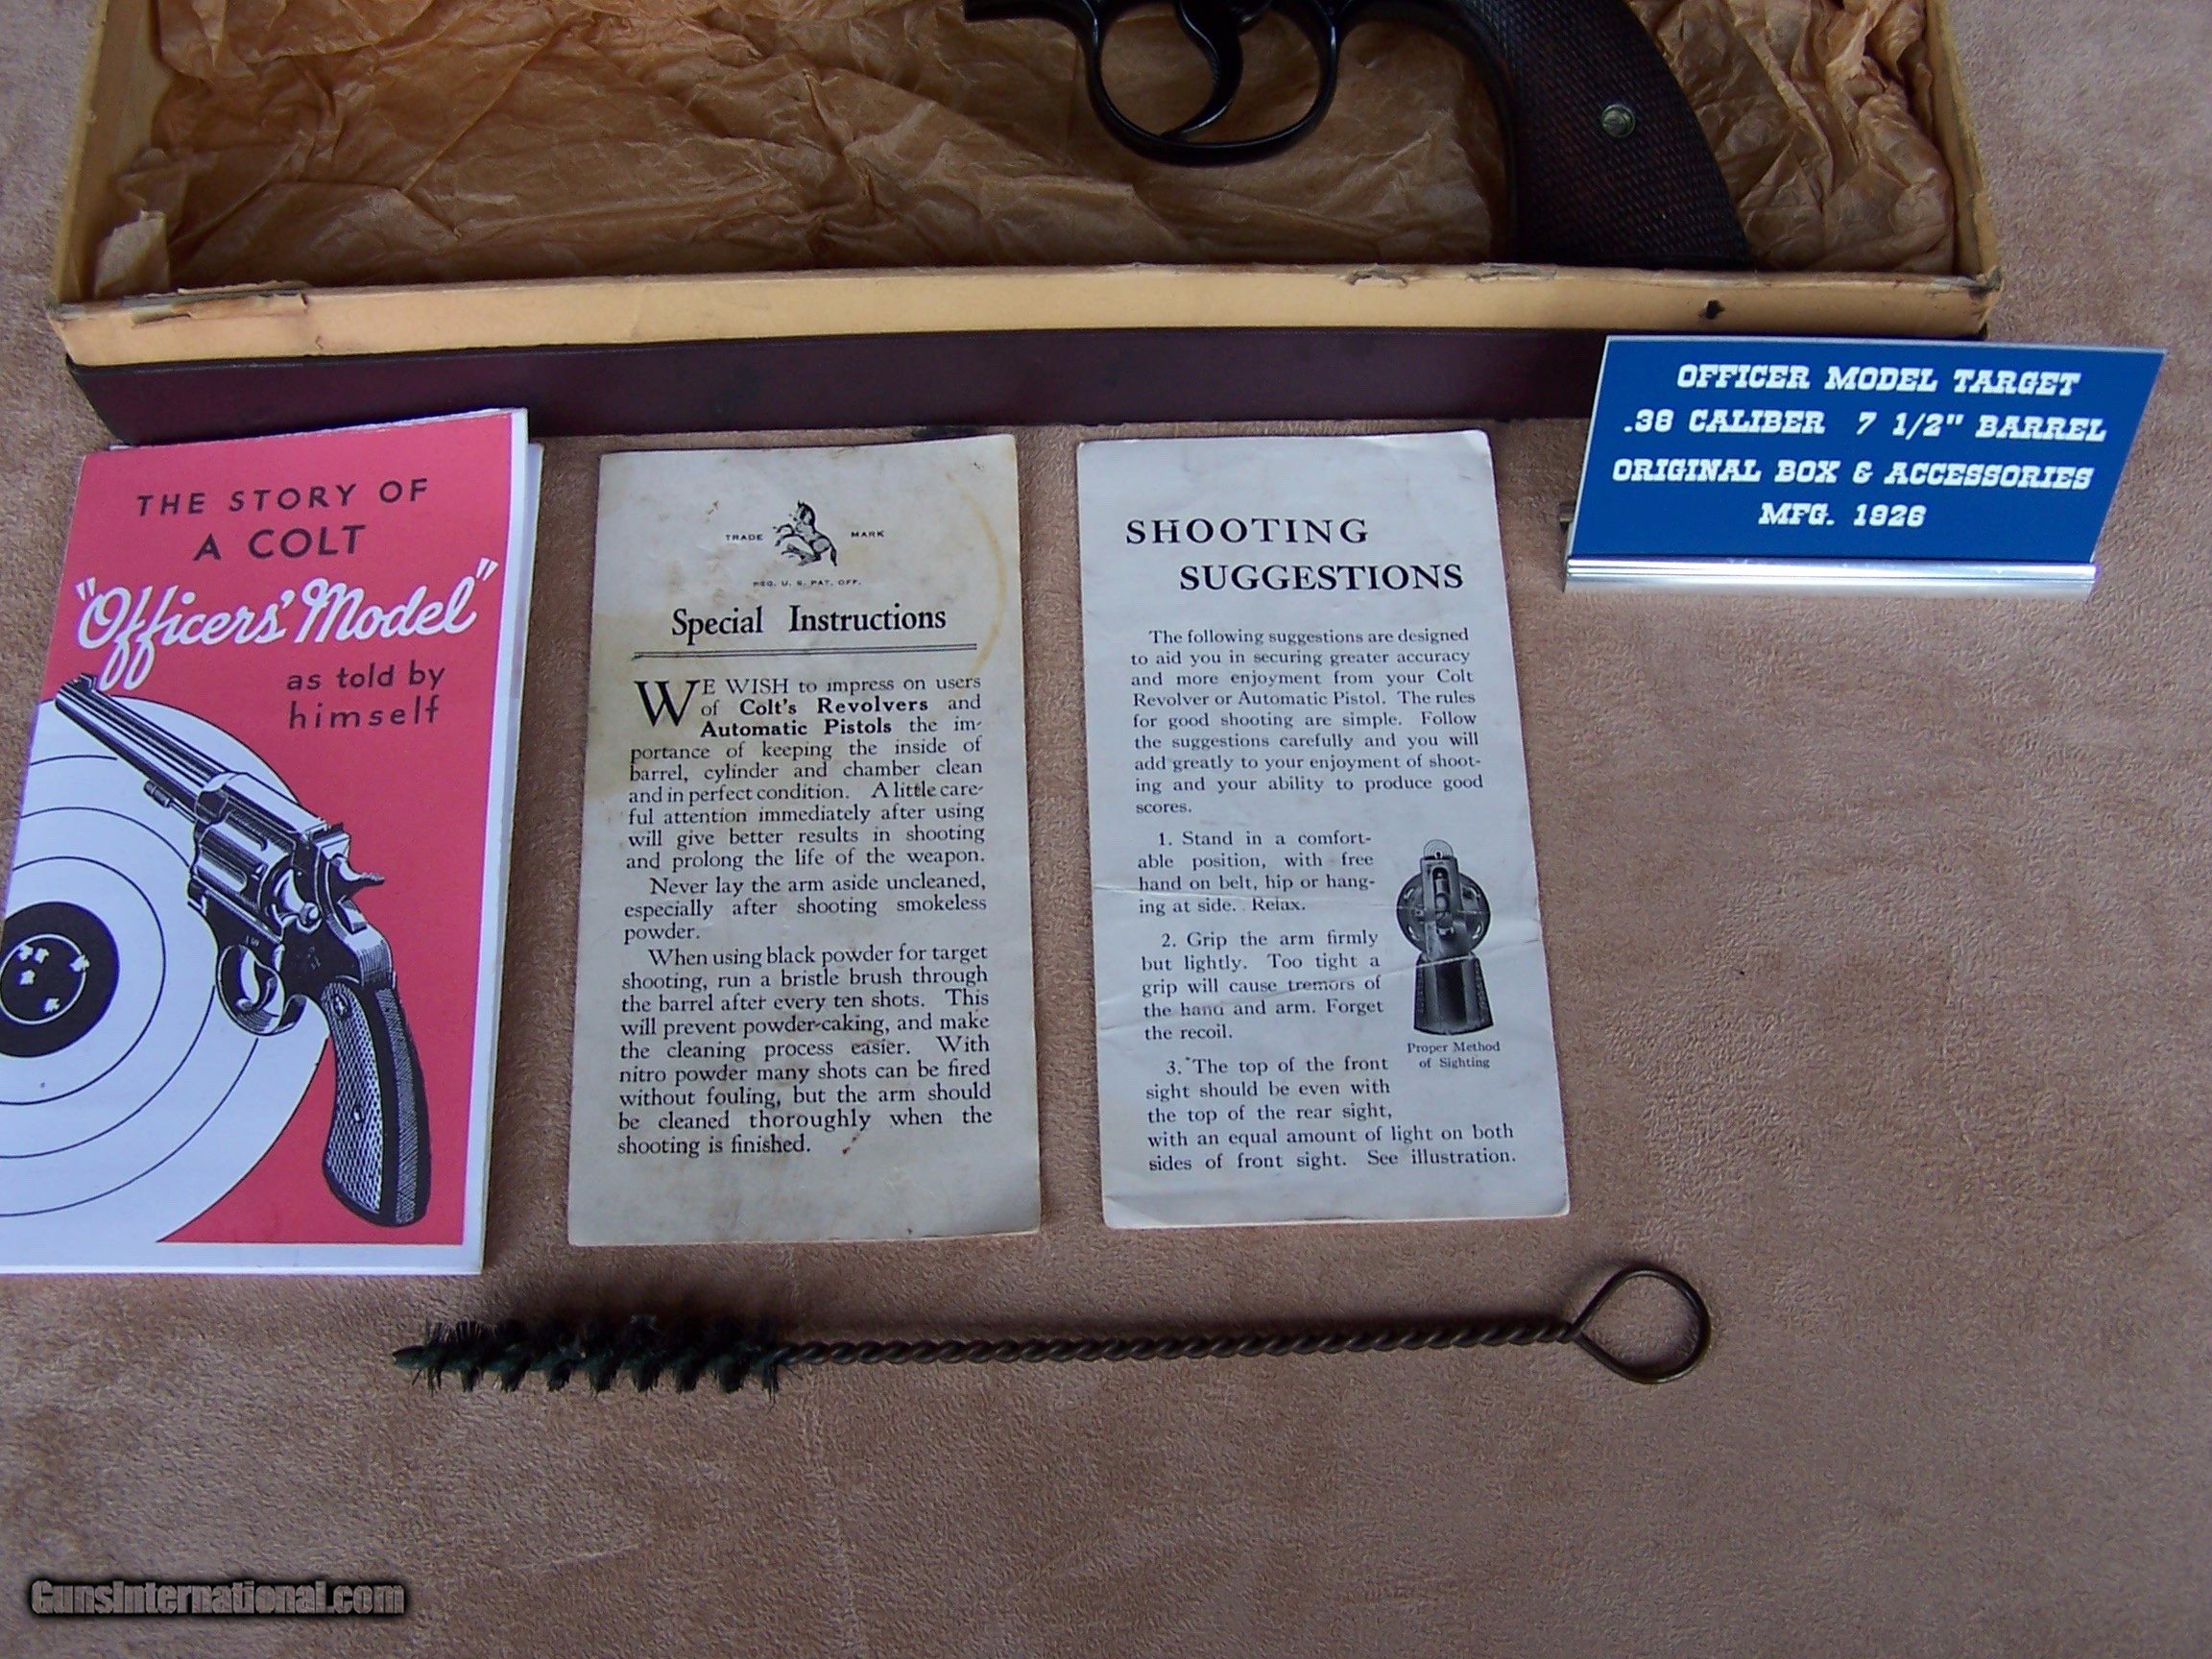 OFFICER MODEL TARGET
.38 CALIBER 7 1/2" BARREL
ORIGINAL BOX & ACCESSORIES
MFG. 1926
THE STORY OF
A COLT
"Officers' Model"
as told by
himself
TRADE MARK
REG. U. S. PAT. OFF.
Special Instructions
WE WISH to impress on users
of Colt's Revolvers and
Automatic Pistols the im-
portance of keeping the inside of
barrel, cylinder and chamber clean
and in perfect condition. A little care-
ful attention immediately after using
will give better results in shooting
and prolong the life of the weapon.
Never lay the arm aside uncleaned,
especially after shooting smokeless
powder.
When using black powder for target
shooting, run a bristle brush through
the barrel after every ten shots. This
will prevent powder-caking, and make
the cleaning process easier. With
nitro powder many shots can be fired
without fouling, but the arm should
be cleaned thoroughly when the
shooting is finished.
SHOOTING
SUGGESTIONS
The following suggestions are designed
to aid you in securing greater accuracy
and more enjoyment from your Colt
Revolver or Automatic Pistol. The rules
for good shooting are simple. Follow
the suggestions carefully and you will
add greatly to your enjoyment of shoot-
ing and your ability to produce good
scores.
1. Stand in a comfort-
able position, with free
hand on belt, hip or hang-
ing at side. Relax.
2. Grip the arm firmly
but lightly. Too tight a
grip will cause tremors of
the hand and arm. Forget
the recoil.
3. The top of the front
sight should be even with
the top of the rear sight,
with an equal amount of light on both
sides of front sight. See illustration.
Proper Method
of Sighting
GunsInternational.com